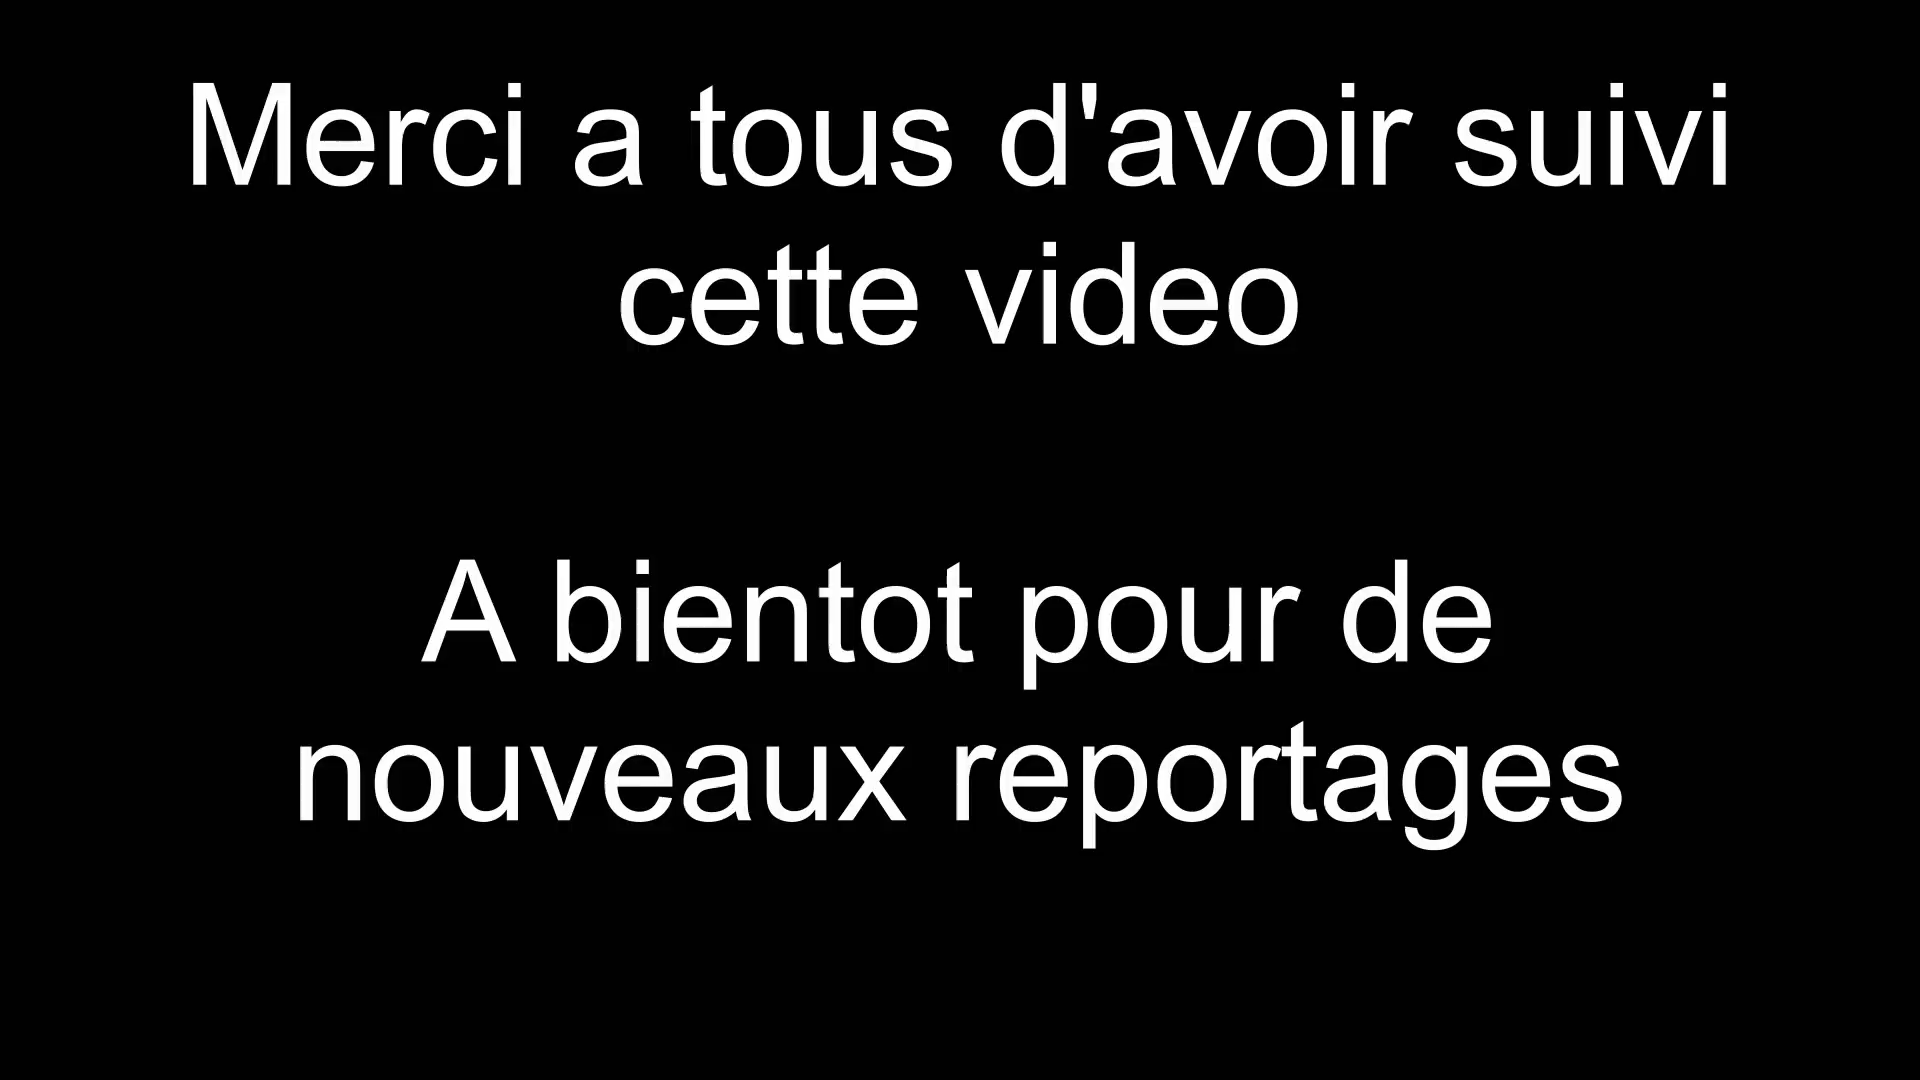 Merci a tous d'avoir suivi
cette video
A bientot pour de
nouveaux reportages